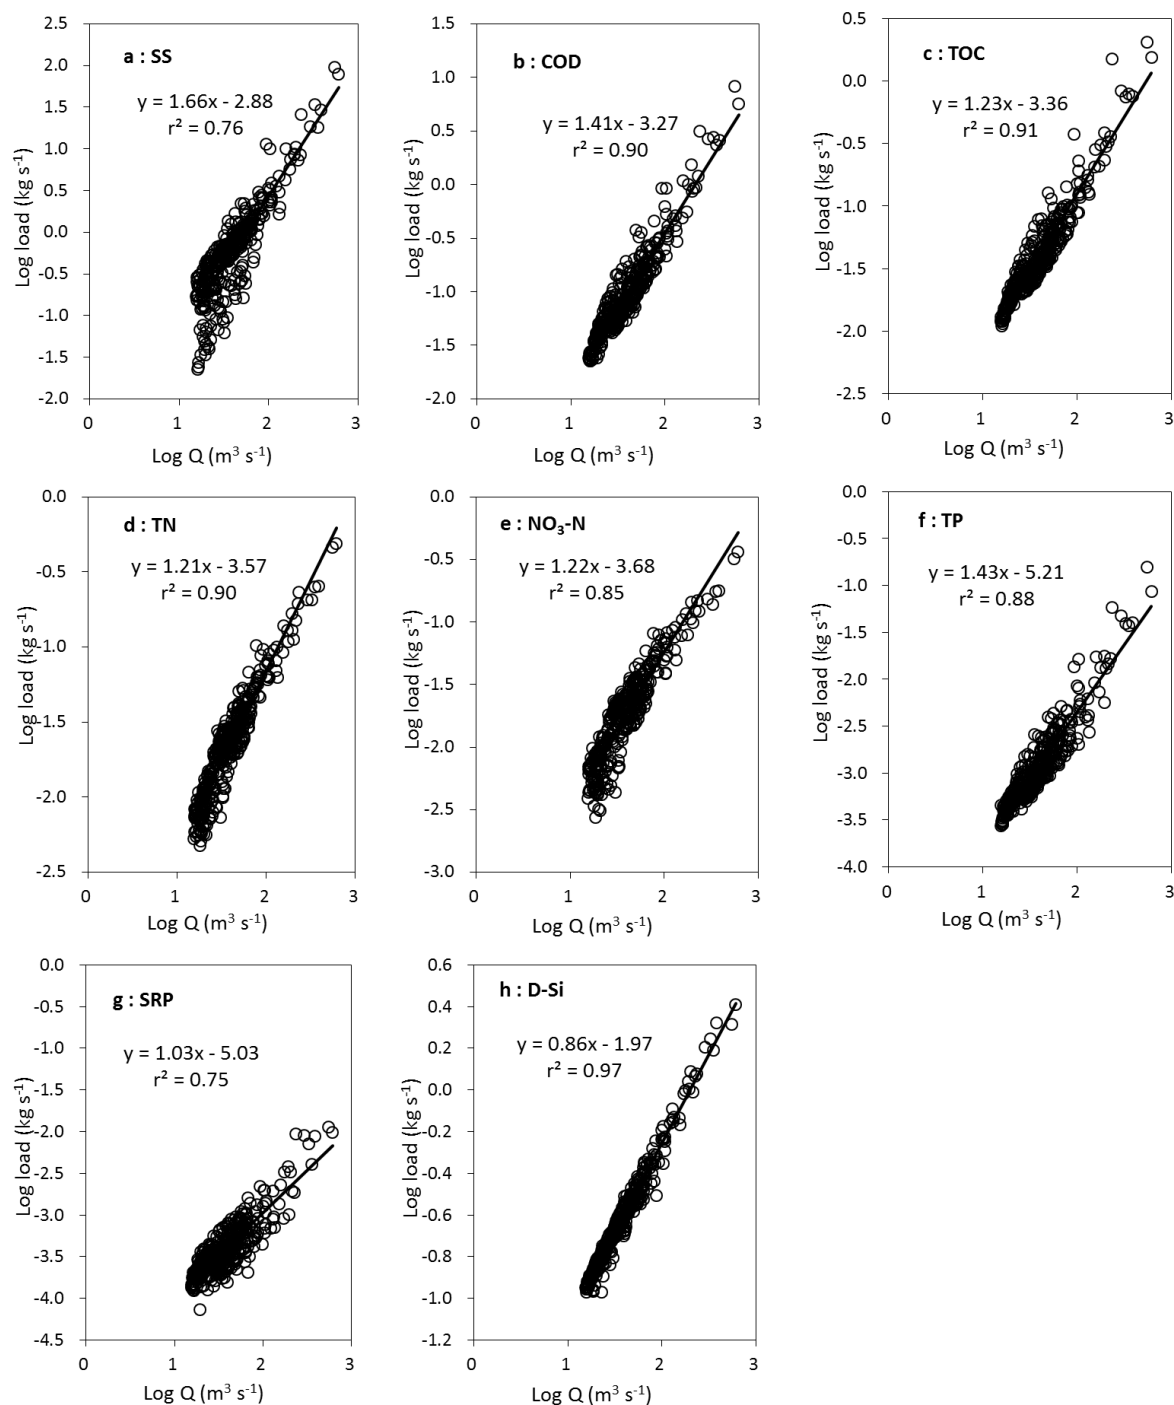 a : SS
y = 1.66x - 2.88
r² = 0.76
Log load (kg s⁻¹)
2.5
2.0
1.5
1.0
0.5
0.0
-0.5
-1.0
-1.5
-2.0
0 1 2 3
Log Q (m³ s⁻¹)
b : COD
y = 1.41x - 3.27
r² = 0.90
Log load (kg s⁻¹)
1.5
1.0
0.5
0.0
-0.5
-1.0
-1.5
2.0
0 1 2 3
Log Q (m³ s⁻¹)
c : TOC
y = 1.23x - 3.36
r² = 0.91
Log load (kg s⁻¹)
0.5
0.0
-0.5
-1.0
-1.5
-2.0
-2.5
0 1 2 3
Log Q (m³ s⁻¹)
d : TN
y = 1.21x - 3.57
r² = 0.90
Log load (kg s⁻¹)
0.0
-0.5
-1.0
-1.5
-2.0
-2.5
0 1 2 3
Log Q (m³ s⁻¹)
e : NO₃-N
y = 1.22x - 3.68
r² = 0.85
Log load (kg s⁻¹)
0.0
-0.5
-1.0
-1.5
-2.0
-2.5
-3.0
0 1 2 3
Log Q (m³ s⁻¹)
f : TP
y = 1.43x - 5.21
r² = 0.88
Log load (kg s⁻¹)
0.0
-0.5
-1.0
-1.5
-2.0
-2.5
-3.0
-3.5
-4.0
0 1 2 3
Log Q (m³ s⁻¹)
g : SRP
y = 1.03x - 5.03
r² = 0.75
Log load (kg s⁻¹)
0.0
-0.5
-1.0
-1.5
-2.0
-2.5
-3.0
-3.5
-4.0
-4.5
0 1 2 3
Log Q (m³ s⁻¹)
h : D-Si
y = 0.86x - 1.97
r² = 0.97
Log load (kg s⁻¹)
0.6
0.4
0.2
0.0
-0.2
-0.4
-0.6
-0.8
-1.0
-1.2
0 1 2 3
Log Q (m³ s⁻¹)